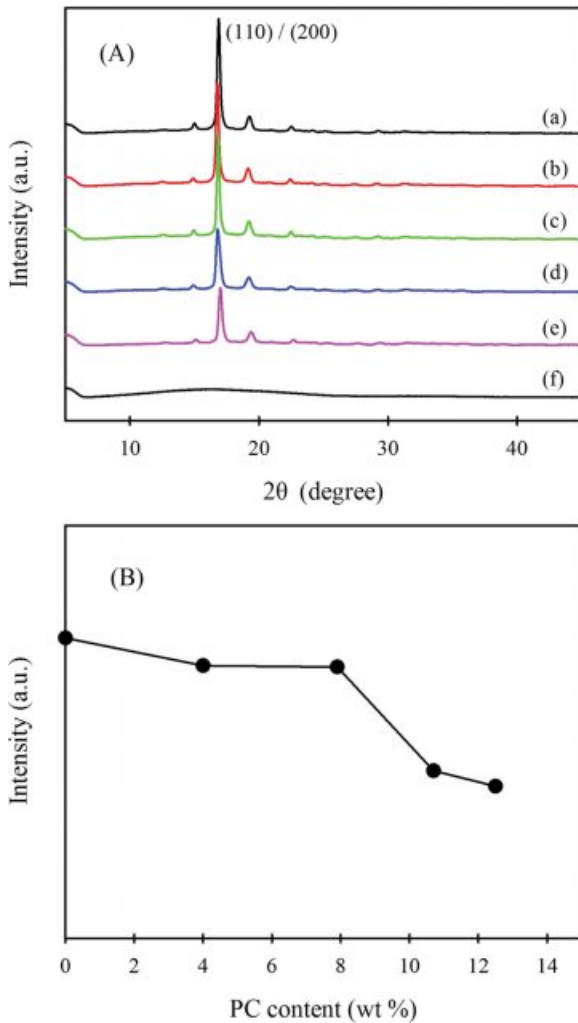 (A)
(110) / (200)
(a)
(b)
(c)
(d)
(e)
(f)
Intensity (a.u.)
10 20 30 40
2θ (degree)
(B)
Intensity (a.u.)
0 2 4 6 8 10 12 14
PC content (wt %)